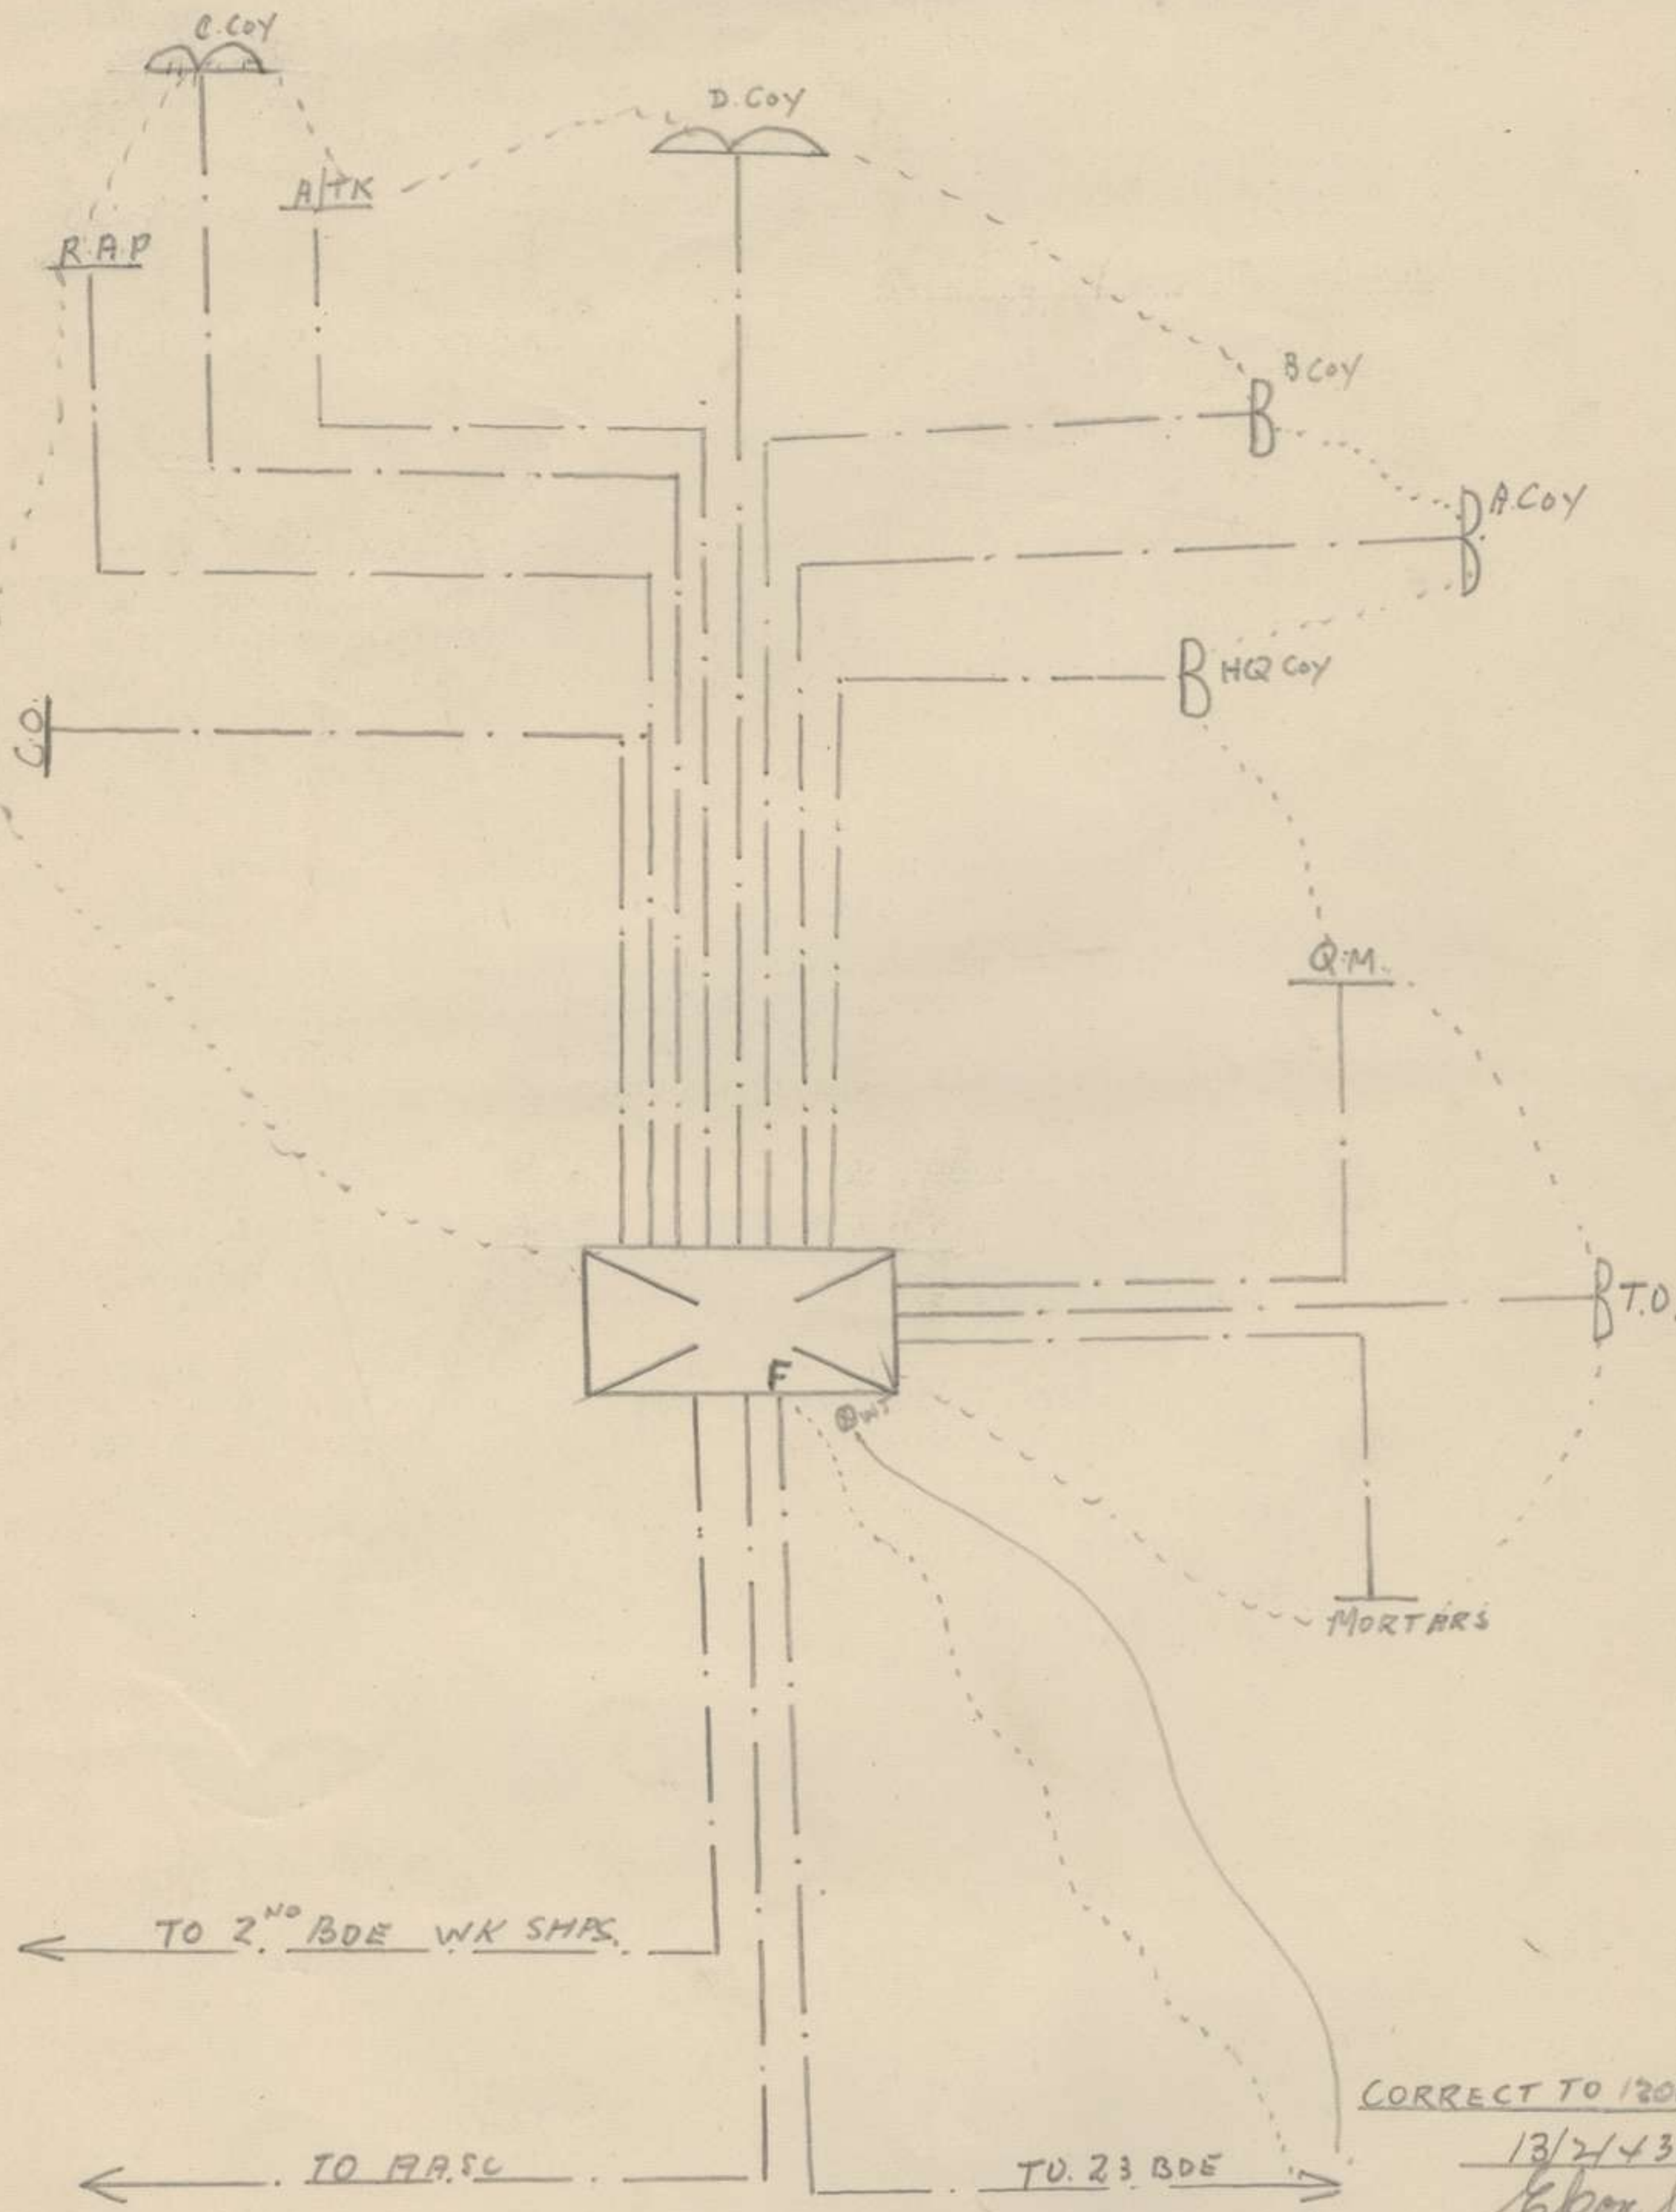 C. COY
D. COY
A/TK
R.A.P
B COY
A. COY
HQ COY
C.O.
Q.M.
T.O.
F
WT
MORTARS
TO 2ND BDE WK SHPS.
TO AASC
TO. 23 BDE
CORRECT TO
13/2/43